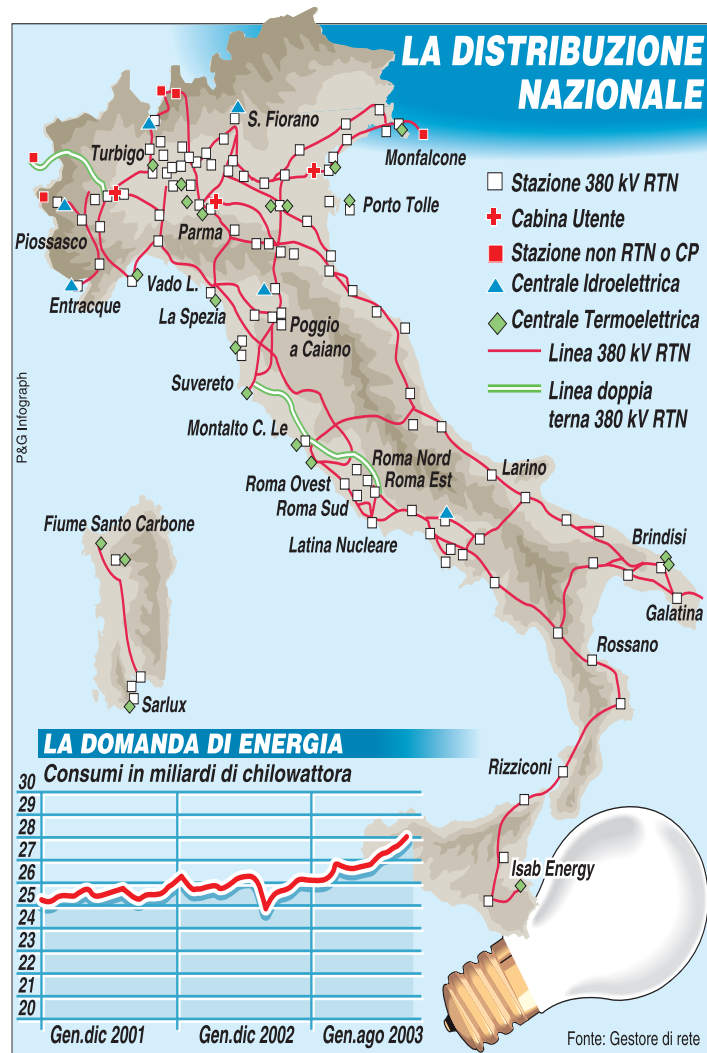 LA DISTRIBUZIONE
NAZIONALE
Stazione 380 kV RTN
Cabina Utente
Stazione non RTN o CP
Centrale Idroelettrica
Centrale Termoelettrica
Linea 380 kV RTN
Linea doppia
terna 380 kV RTN
S. Fiorano
Turbigo
Monfalcone
Porto Tolle
Piossasco
Parma
Entracque
Vado L.
La Spezia
Poggio
a Caiano
Suvereto
P&G Infograph
Montalto C. Le
Roma Nord
Roma Est
Roma Ovest
Roma Sud
Larino
Latina Nucleare
Fiume Santo Carbone
Brindisi
Galatina
Rossano
Sarlux
Rizziconi
Isab Energy
LA DOMANDA DI ENERGIA
Consumi in miliardi di chilowattora
30
29
28
27
26
25
24
23
22
21
20
Gen.dic 2001
Gen.dic 2002
Gen.ago 2003
Fonte: Gestore di rete